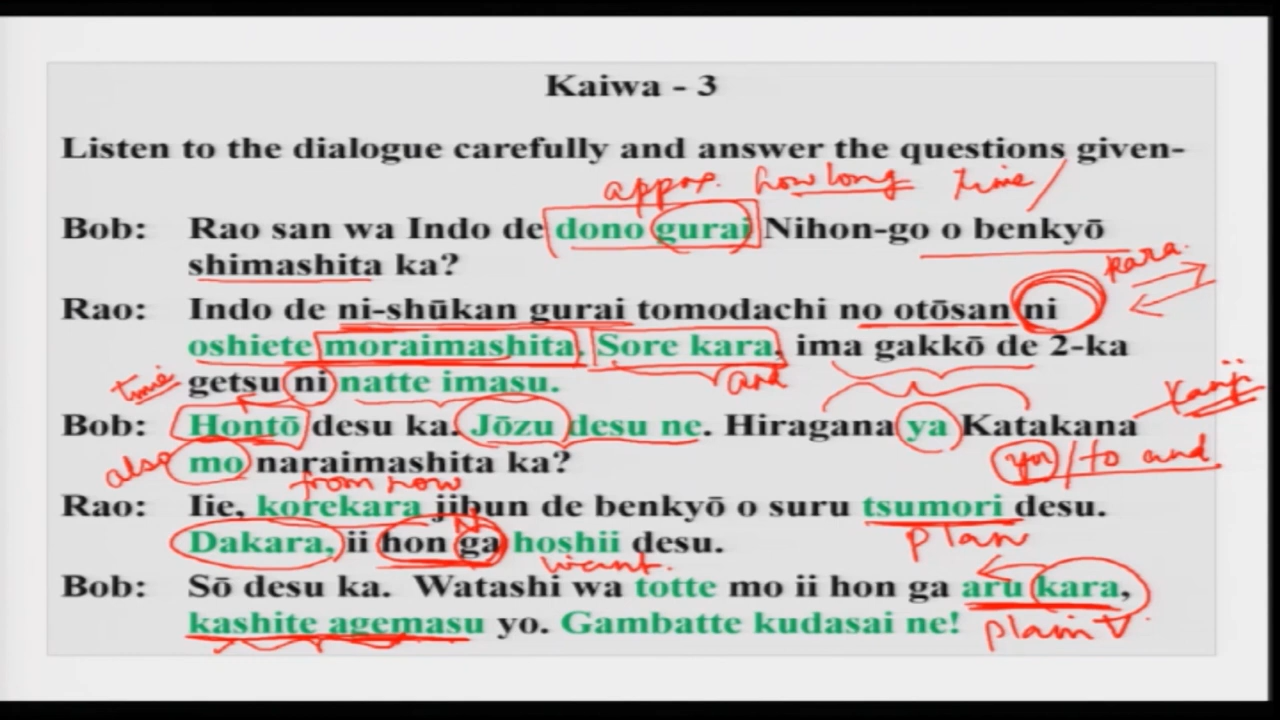 Kaiwa - 3
Listen to the dialogue carefully and answer the questions given-
appx. how long time/
Bob: Rao san wa Indo de dono gurai Nihon-go o benkyō
shimashita ka?
kara.
Rao: Indo de ni-shūkan gurai tomodachi no otōsan ni
oshiete moraimashita. Sore kara, ima gakkō de 2-ka
time getsu ni natte imasu. and
Kanji
Bob: Hontō desu ka. Jōzu desu ne. Hiragana ya Katakana
also mo naraimashita ka? ya/to and
from now
Rao: Iie, korekara jibun de benkyō o suru tsumori desu.
Dakara, ii hon ga hoshii desu. plan
want.
Bob: Sō desu ka. Watashi wa totte mo ii hon ga aru kara,
kashite agemasu yo. Gambatte kudasai ne! plain V